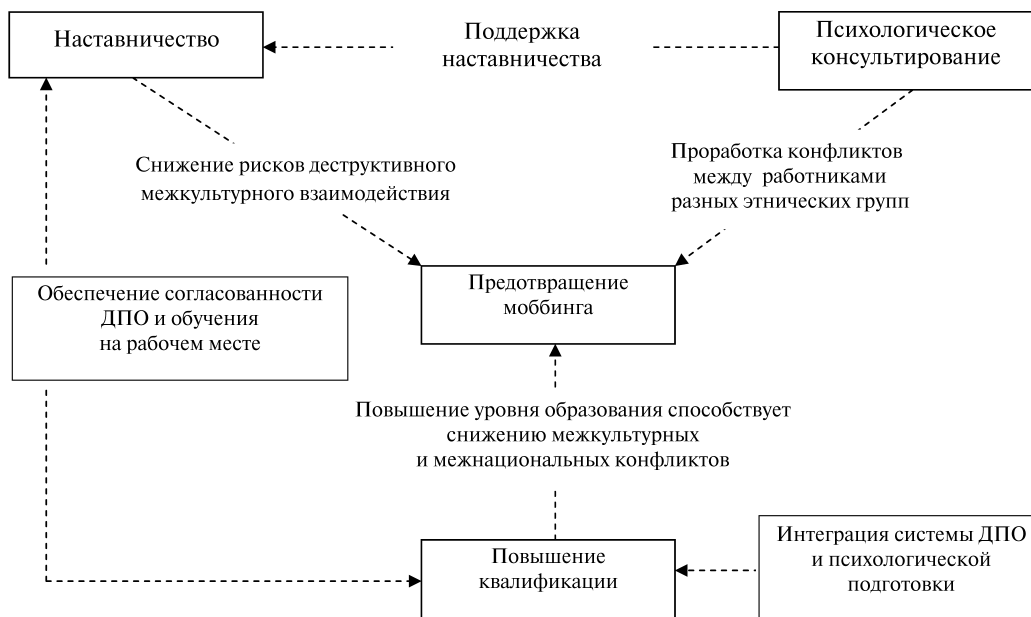 Наставничество
Поддержка
наставничества
Психологическое
консультирование
Снижение рисков деструктивного
межкультурного взаимодействия
Проработка конфликтов
между работниками
разных этнических групп
Обеспечение согласованности
ДПО и обучения
на рабочем месте
Предотвращение
моббинга
Повышение уровня образования способствует
снижению межкультурных
и межнациональных конфликтов
Повышение
квалификации
Интеграция системы ДПО
и психологической
подготовки